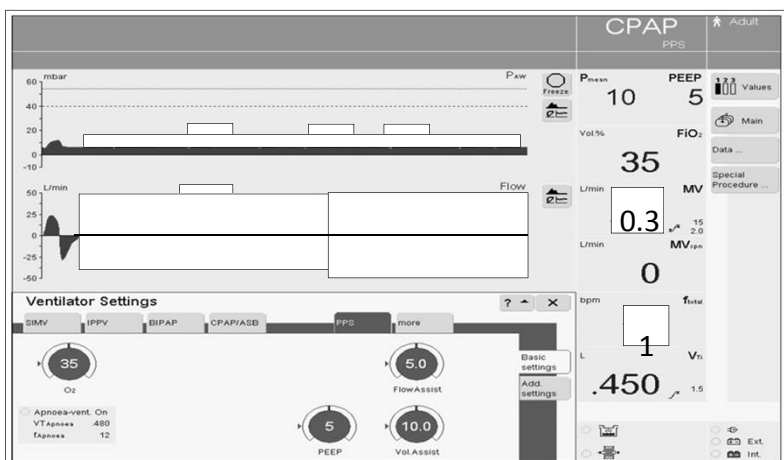 CPAP
PPS
Adult
mbar
Paw
60
40
20
0
-10
Freeze
L/min
Flow
50
25
0
-25
-50
Pmean
PEEP
10
5
Vol.%
FiO2
35
L/min
MV
0.3
15
2.0
L/min
MVspn
0
bpm
ftotal
1
L
VTi
.450
1.5
1 2 3
Values
Main
Data ...
Special
Procedure ...
Ventilator Settings
?
SIMV
IPPV
BIPAP
CPAP/ASB
PPS
more
35
O2
5.0
FlowAssist
Basic
settings
Add.
settings
Apnoea-vent. On
VTApnoea .480
fApnoea 12
5
PEEP
10.0
Vol.Assist
Ext.
Int.